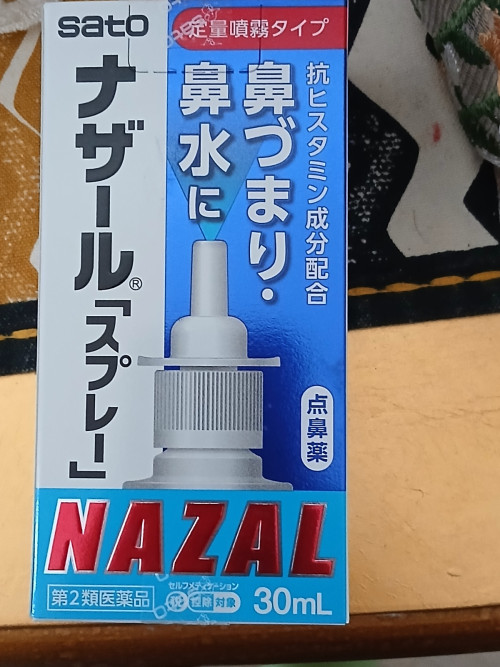 sato
定量噴霧タイプ
ナザール®「スプレー」
抗ヒスタミン成分配合
鼻づまり・
鼻水に
点鼻薬
NAZAL
第2類医薬品
セルフメディケーション
税 控除 対象
30mL